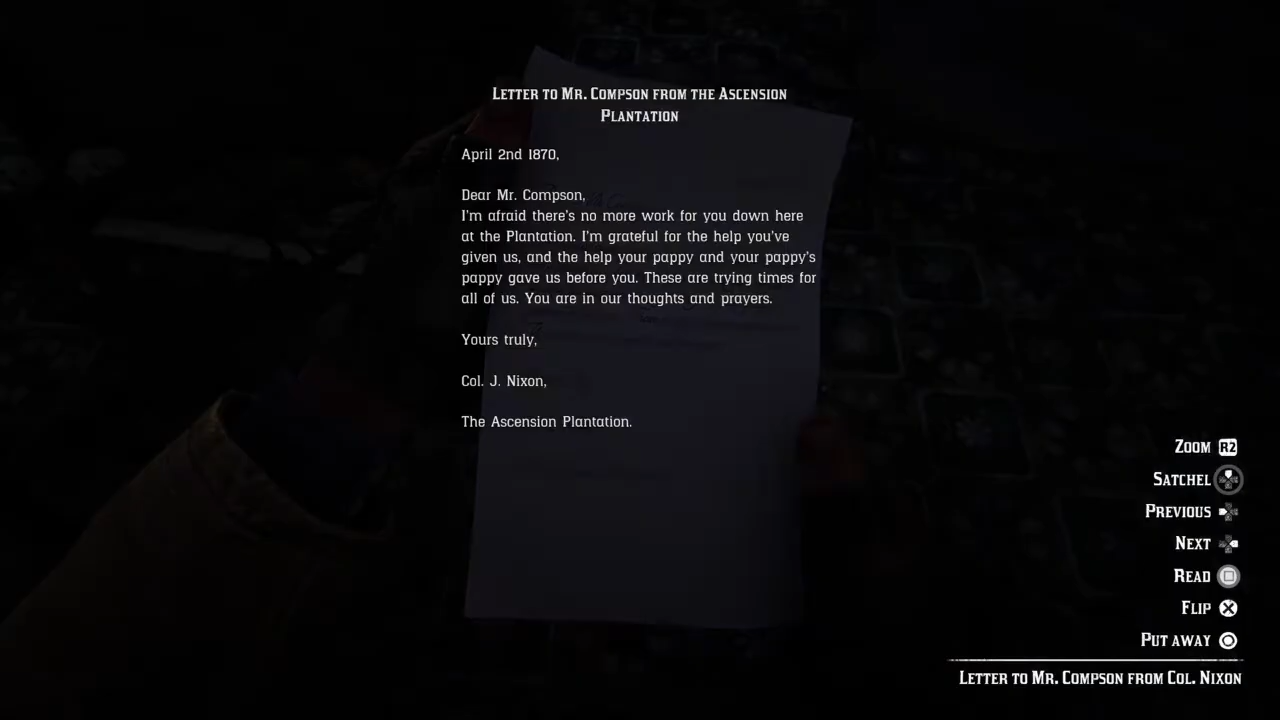 Letter to Mr. Compson from the Ascension
Plantation
April 2nd 1870,
Dear Mr. Compson,
I'm afraid there's no more work for you down here
at the Plantation. I'm grateful for the help you've
given us, and the help your pappy and your pappy's
pappy gave us before you. These are trying times for
all of us. You are in our thoughts and prayers.
Yours truly,
Col. J. Nixon,
The Ascension Plantation.
Zoom R2
Satchel
Previous
Next
Read
Flip
Put away
Letter to Mr. Compson from Col. Nixon